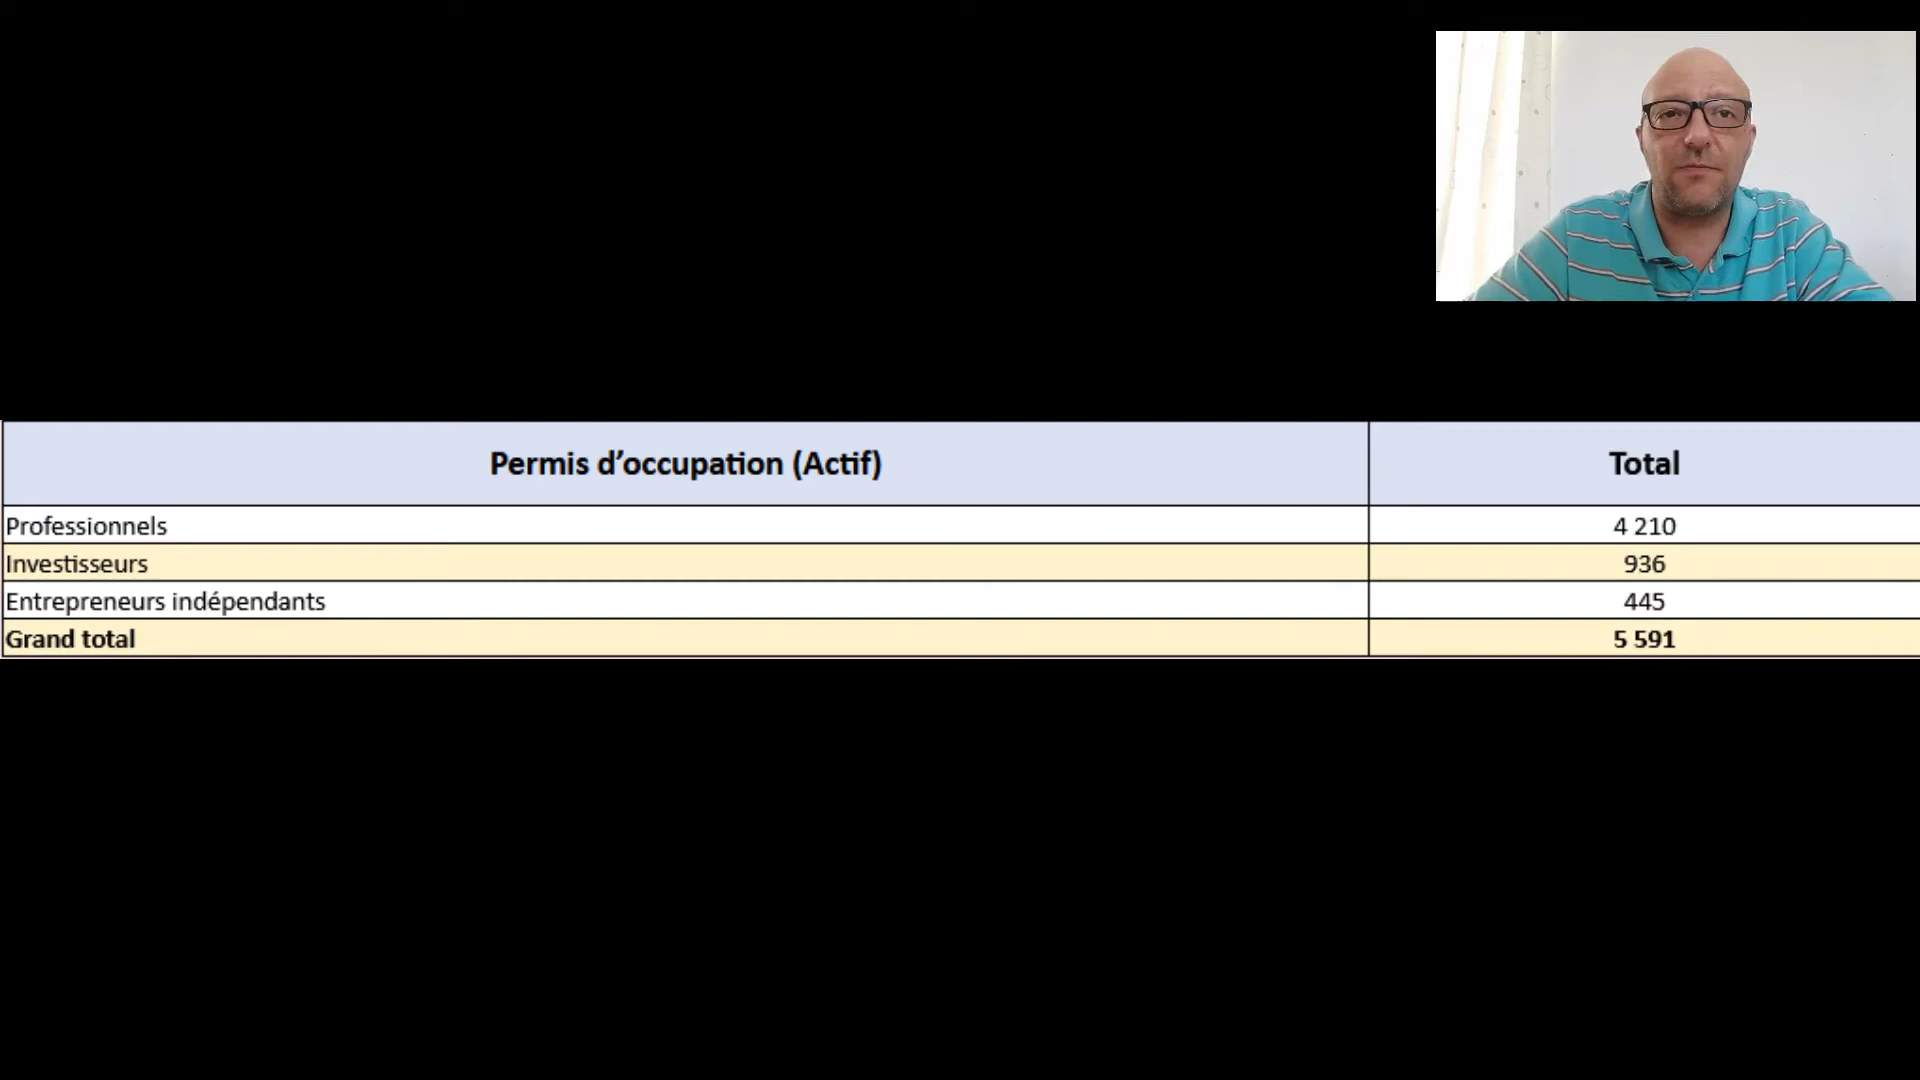 Permis d’occupation (Actif) Total
Professionnels 4 210
Investisseurs 936
Entrepreneurs indépendants 445
Grand total 5 591